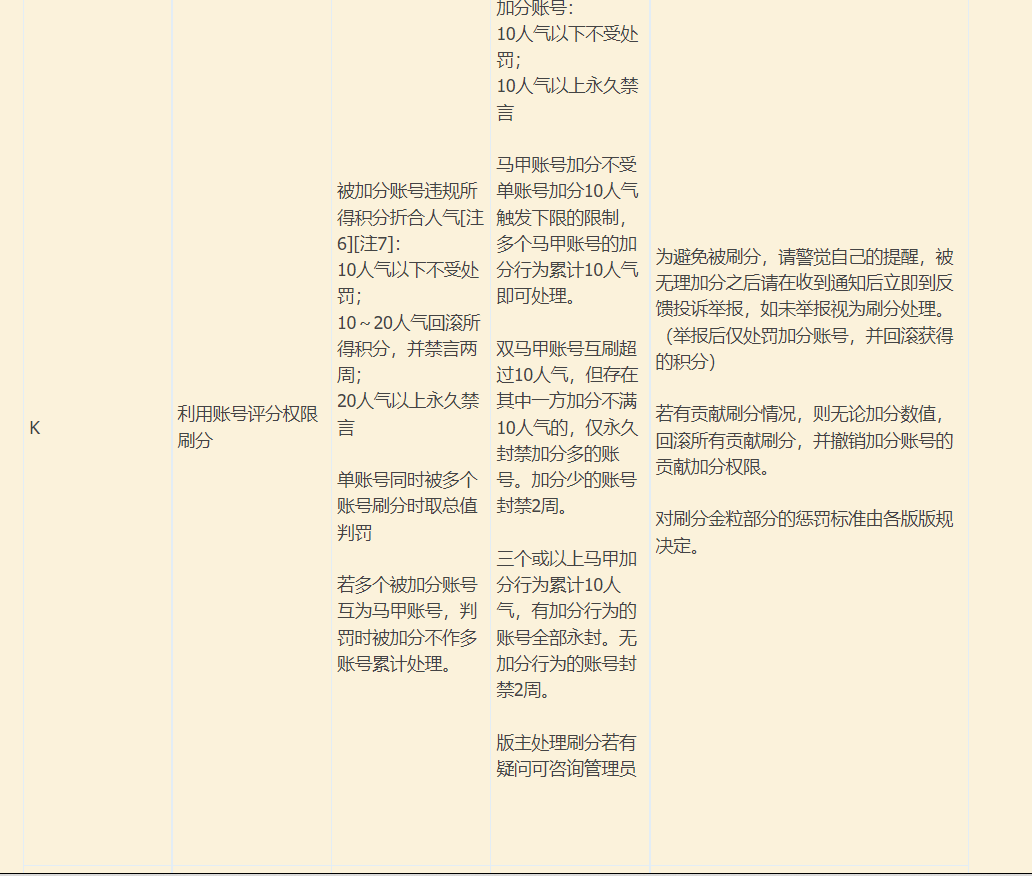 K
利用账号评分权限
刷分
被加分账号违规所
得积分折合人气[注
6][注7]：
10人气以下不受处
罚；
10～20人气回滚所
得积分，并禁言两
周；
20人气以上永久禁
言
单账号同时被多个
账号刷分时取总值
判罚
若多个被加分账号
互为马甲账号，判
罚时被加分不作多
账号累计处理。
加分账号：
10人气以下不受处
罚；
10人气以上永久禁
言
马甲账号加分不受
单账号加分10人气
触发下限的限制，
多个马甲账号的加
分行为累计10人气
即可处理。
双马甲账号互刷超
过10人气，但存在
其中一方加分不满
10人气的，仅永久
封禁加分多的账
号。加分少的账号
封禁2周。
三个或以上马甲加
分行为累计10人
气，有加分行为的
账号全部永封。无
加分行为的账号封
禁2周。
版主处理刷分若有
疑问可咨询管理员
为避免被刷分，请警觉自己的提醒，被
无理加分之后请在收到通知后立即到反
馈投诉举报，如未举报视为刷分处理。
（举报后仅处罚加分账号，并回滚获得
的积分）
若有贡献刷分情况，则无论加分数值，
回滚所有贡献刷分，并撤销加分账号的
贡献加分权限。
对刷分金粒部分的惩罚标准由各版版规
决定。